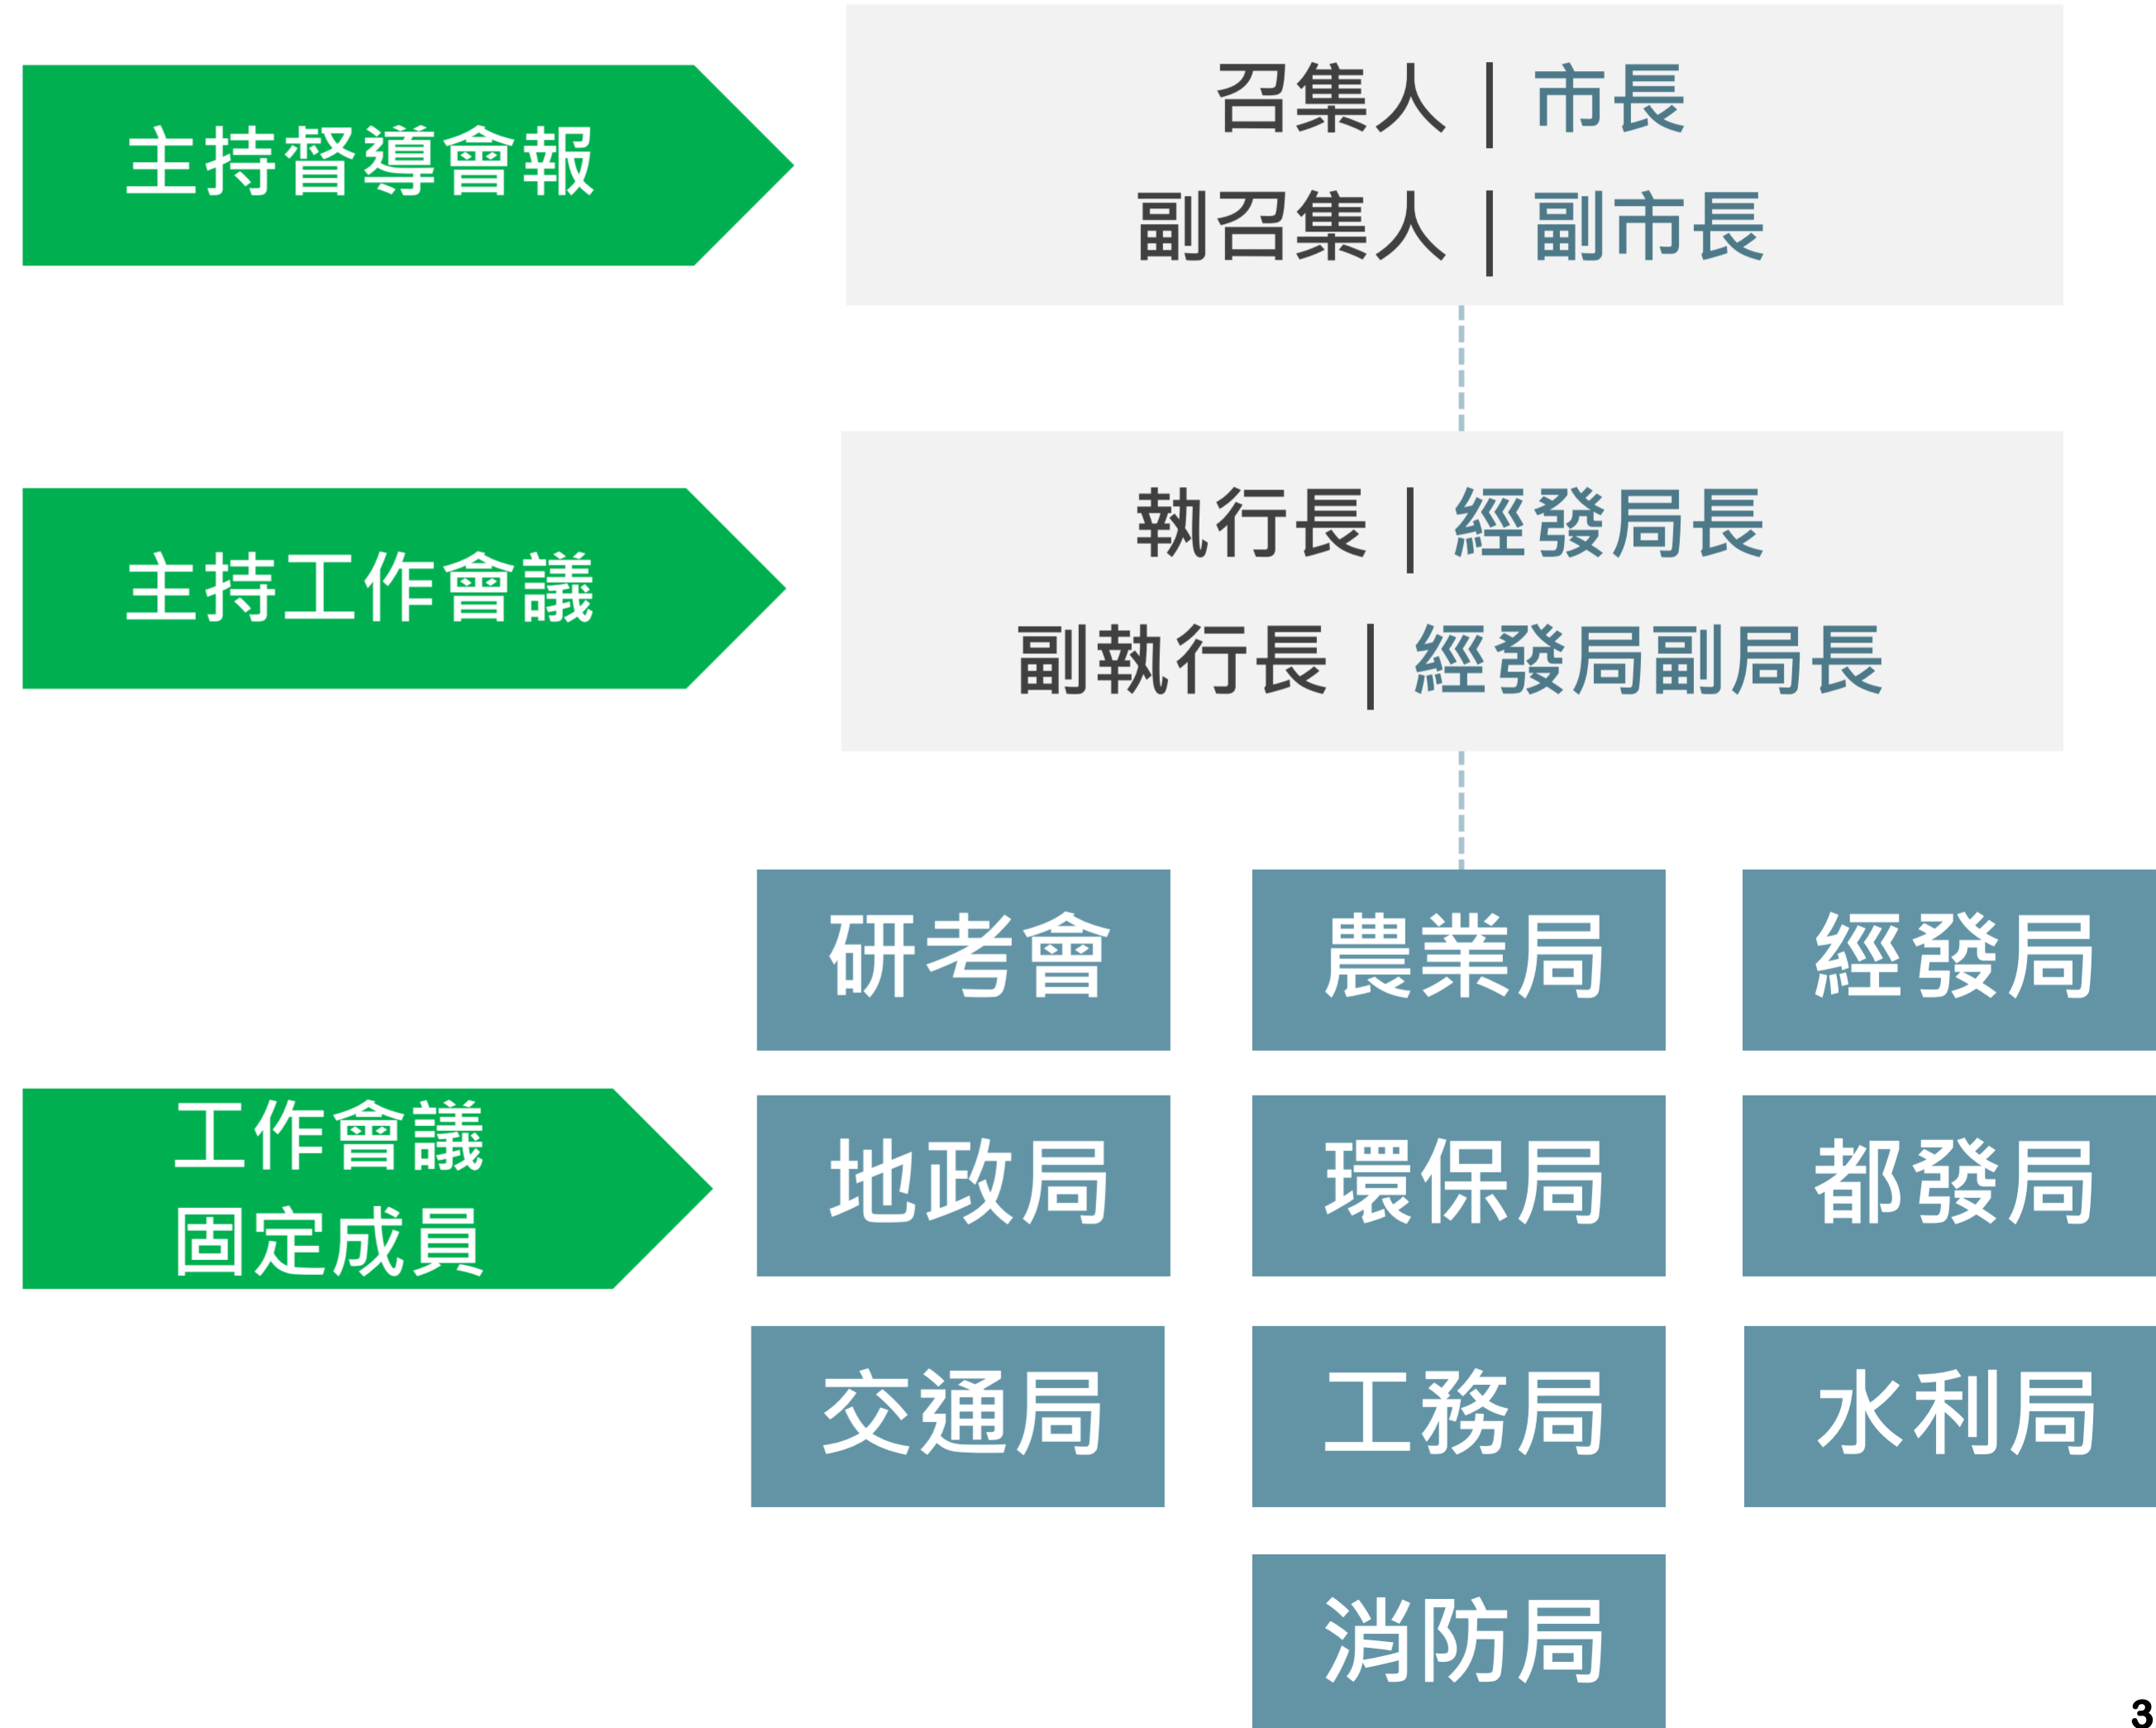 主持督導會報
召集人｜市長
副召集人｜副市長
主持工作會議
執行長｜經發局長
副執行長｜經發局副局長
工作會議
固定成員
研考會
農業局
經發局
地政局
環保局
都發局
交通局
工務局
水利局
消防局
3